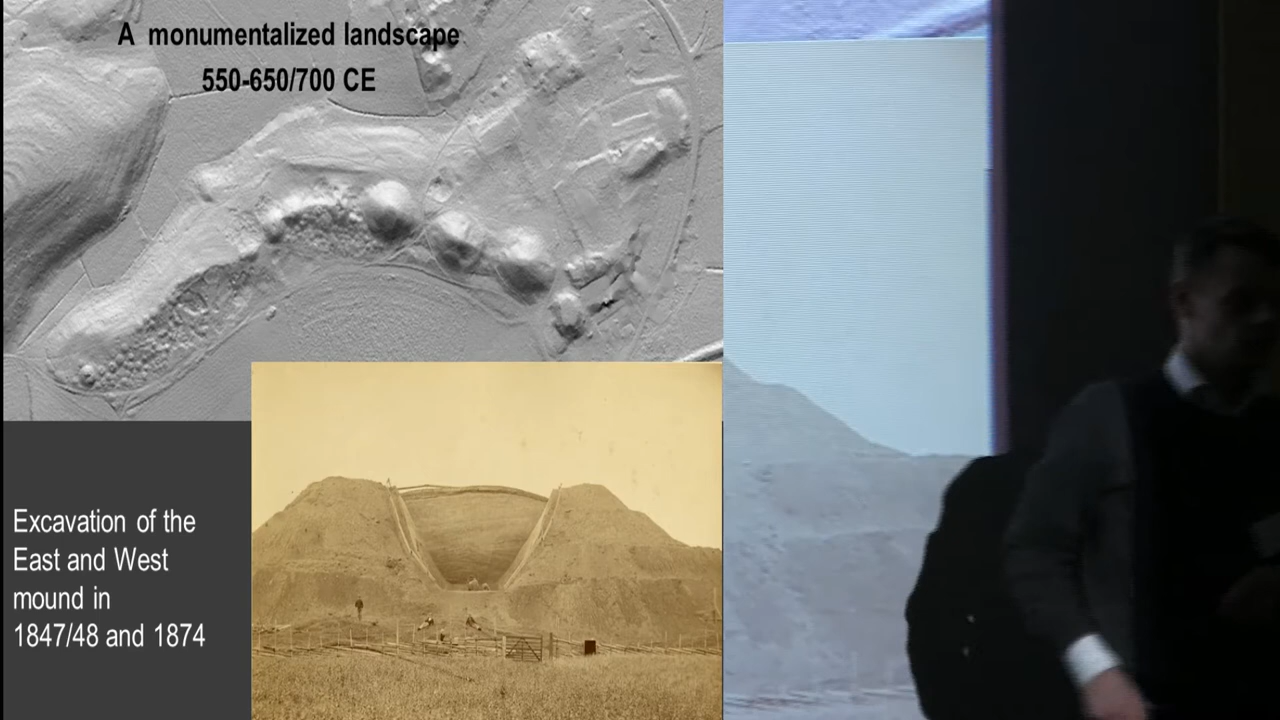 A monumentalized landscape
550-650/700 CE
Excavation of the
East and West
mound in
1847/48 and 1874